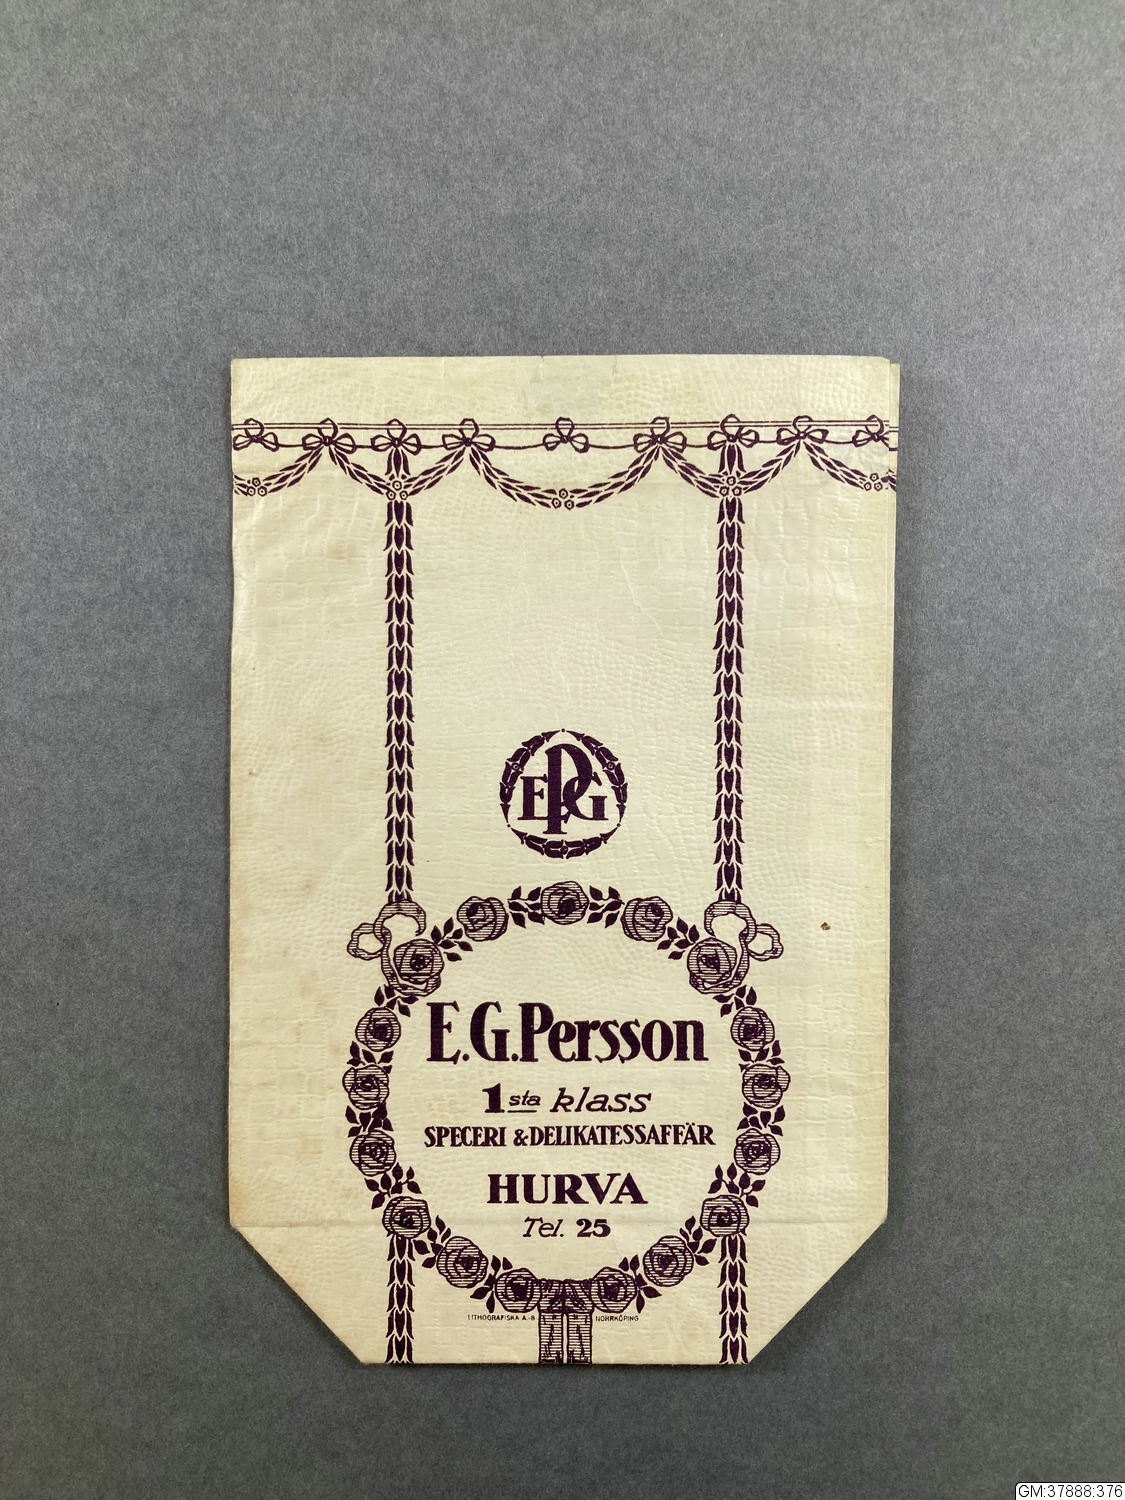 EPG
E.G.Persson
1sta klass
SPECERI & DELIKATESSAFFÄR
HURVA
Tel. 25
LITHOGRAFISKA A.-B NORRKÖPING
GM:37888:376